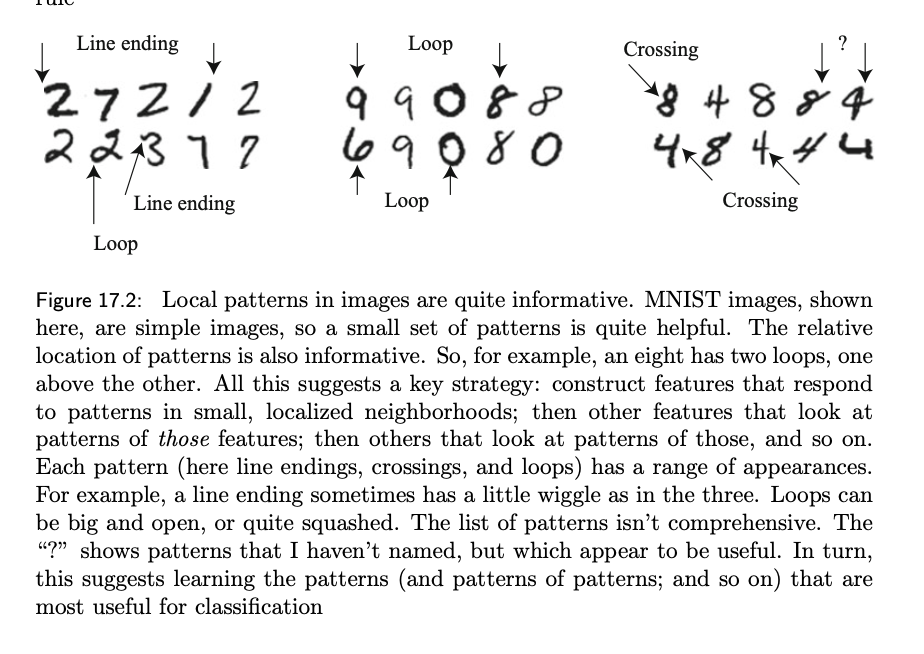 rule
Line ending
Loop
Crossing
?
2 7 2 1 2
9 9 0 8 8
8 4 8 8 4
2 2 3 7 7
6 9 0 8 0
4 8 4 4 4
Line ending
Loop
Crossing
Loop
Figure 17.2: Local patterns in images are quite informative. MNIST images, shown
here, are simple images, so a small set of patterns is quite helpful. The relative
location of patterns is also informative. So, for example, an eight has two loops, one
above the other. All this suggests a key strategy: construct features that respond
to patterns in small, localized neighborhoods; then other features that look at
patterns of those features; then others that look at patterns of those, and so on.
Each pattern (here line endings, crossings, and loops) has a range of appearances.
For example, a line ending sometimes has a little wiggle as in the three. Loops can
be big and open, or quite squashed. The list of patterns isn't comprehensive. The
“?” shows patterns that I haven't named, but which appear to be useful. In turn,
this suggests learning the patterns (and patterns of patterns; and so on) that are
most useful for classification